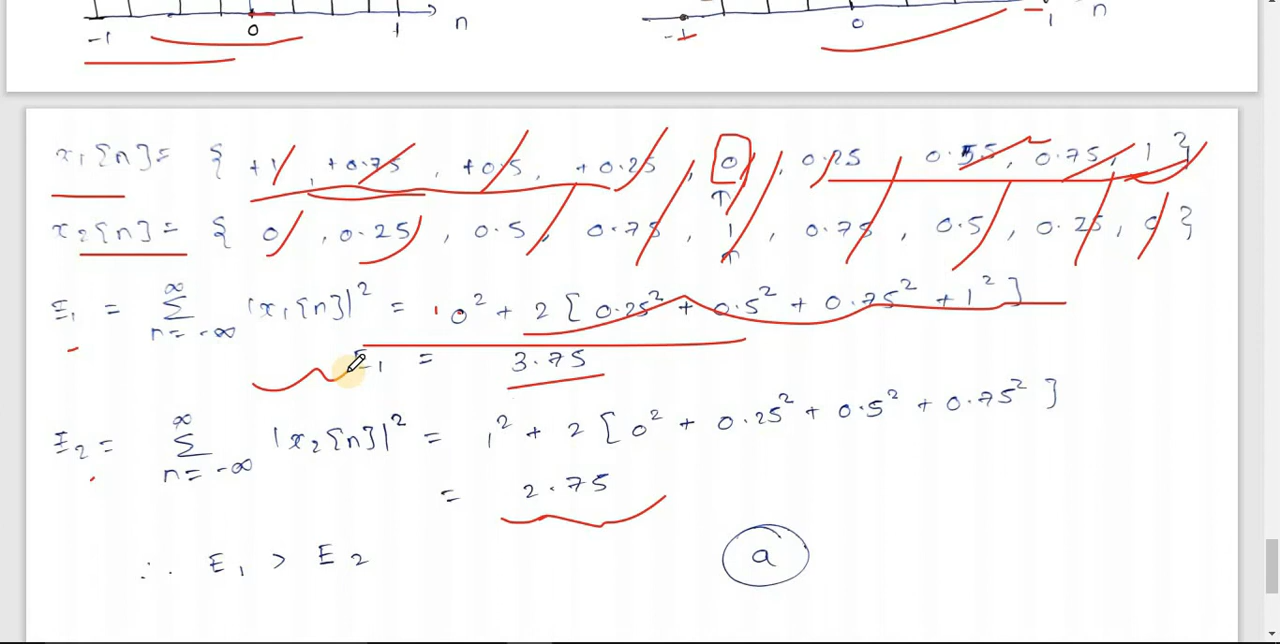 -1 0 1 n
-1 0 1 n
x₁[n] = { +1, +0.75, +0.5, +0.25, 0, 0.25, 0.5, 0.75, 1 }
↑
x₂[n] = { 0, 0.25, 0.5, 0.75, 1, 0.75, 0.5, 0.25, 0 }
↑
E₁ = ∞ Σ n=-∞ |x₁[n]|² = 0² + 2 [ 0.25² + 0.5² + 0.75² + 1² ]
E₁ = 3.75
E₂ = ∞ Σ n=-∞ |x₂[n]|² = 1² + 2 [ 0² + 0.25² + 0.5² + 0.75² ]
= 2.75
∴ E₁ > E₂ a